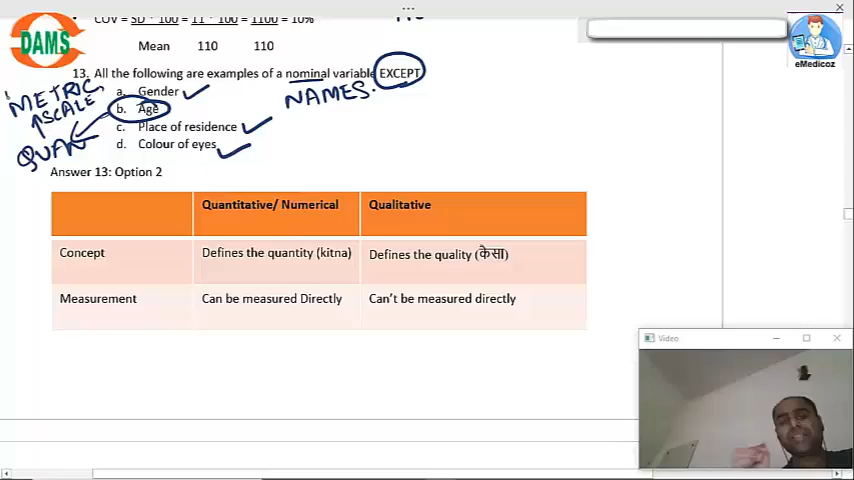 COV = SD * 100 = 11 * 100 = 1100 = 10%
Mean 110 110
DAMS
eMedicoz
13. All the following are examples of a nominal variable EXCEPT
a. Gender
b. Age
c. Place of residence
d. Colour of eyes
METRIC
SCALE
QUAN
NAMES.
Answer 13: Option 2
Quantitative/ Numerical Qualitative
Concept Defines the quantity (kitna) Defines the quality (केसा)
Measurement Can be measured Directly Can't be measured directly
Video